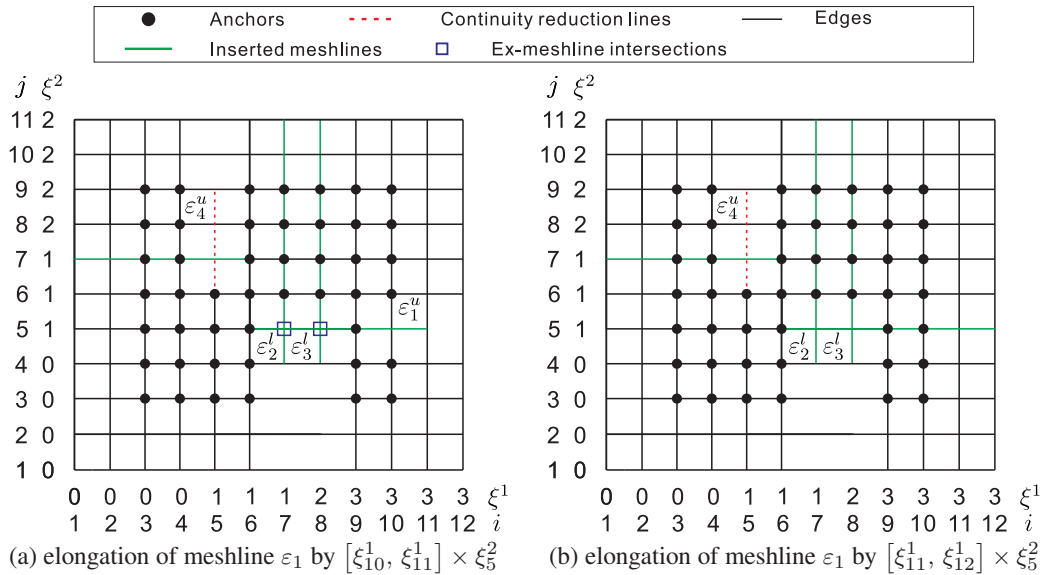 Anchors Continuity reduction lines Edges
Inserted meshlines Ex-meshline intersections
j ξ² j ξ²
11 2 11 2
10 2 10 2
9 2 9 2
ε₄ᵘ ε₄ᵘ
8 2 8 2
7 1 7 1
6 1 6 1
ε₁ᵘ
5 1 5 1
ε₂ˡ ε₃ˡ ε₂ˡ ε₃ˡ
4 0 4 0
3 0 3 0
2 0 2 0
1 0 1 0
0 0 0 0 1 1 1 2 3 3 3 3 ξ¹ 0 0 0 0 1 1 1 2 3 3 3 3 ξ¹
1 2 3 4 5 6 7 8 9 10 11 12 i 1 2 3 4 5 6 7 8 9 10 11 12 i
(a) elongation of meshline ε₁ by [ξ¹₁₀, ξ¹₁₁] × ξ²₅ (b) elongation of meshline ε₁ by [ξ¹₁₁, ξ¹₁₂] × ξ²₅